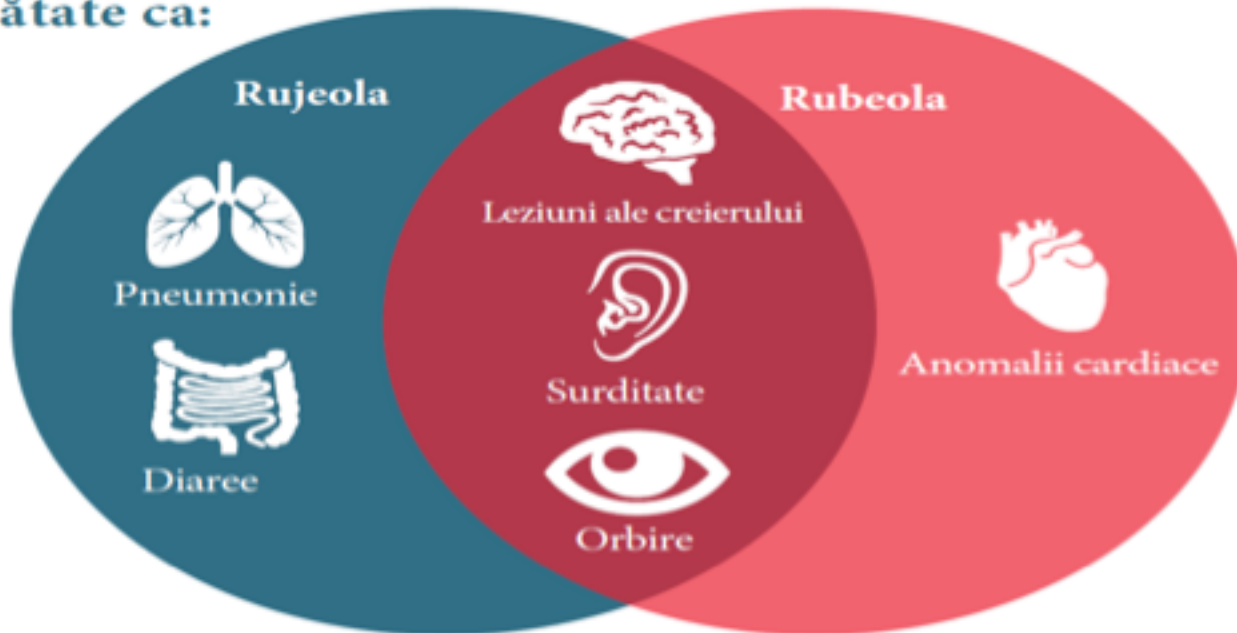 ătate ca:
Rujeola
Rubeola
Leziuni ale creierului
Pneumonie
Surditate
Anomalii cardiace
Diaree
Orbire